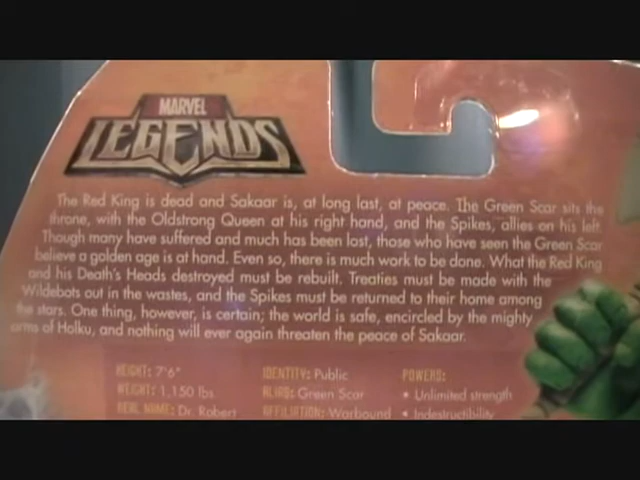 MARVEL
LEGENDS
The Red King is dead and Sakaar is, at long last, at peace. The Green Scar sits the
throne, with the Oldstrong Queen at his right hand, and the Spikes, allies on his left.
Though many have suffered and much has been lost, those who have seen the Green Scar
believe a golden age is at hand. Even so, there is much work to be done. What the Red King
and his Death's Heads destroyed must be rebuilt. Treaties must be made with the
Wildebots out in the wastes, and the Spikes must be returned to their home among
the stars. One thing, however, is certain; the world is safe, encircled by the mighty
arms of Holku, and nothing will ever again threaten the peace of Sakaar.
HEIGHT: 7'6"
WEIGHT: 1,150 lbs
REAL NAME: Dr. Robert
IDENTITY: Public
ALIAS: Green Scar
AFFILIATION: Warbound
POWERS:
• Unlimited strength
• Indestructibility